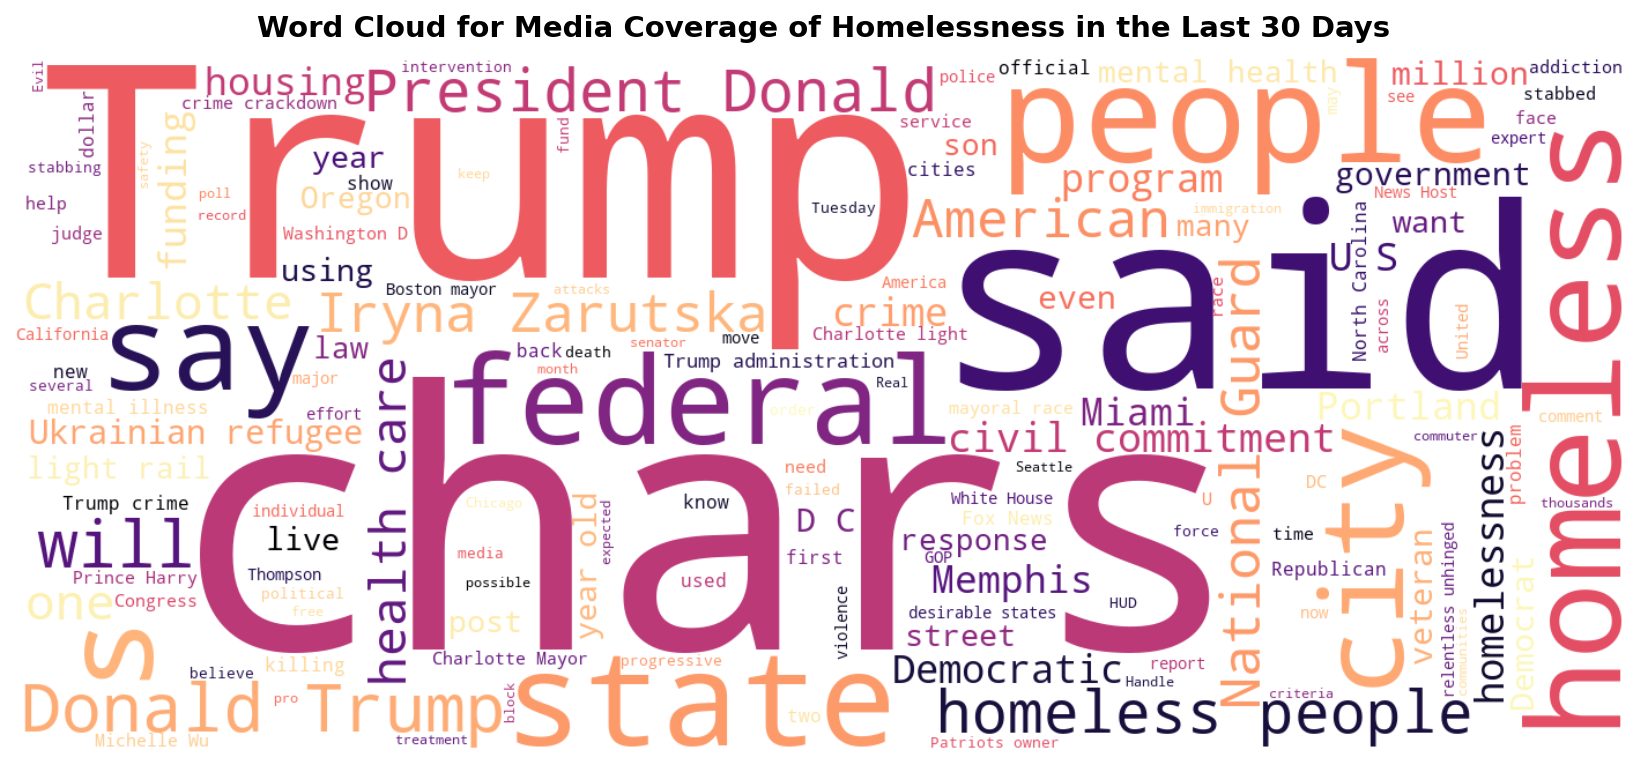 Word Cloud for Media Coverage of Homelessness in the Last 30 Days
Evil
Trump
housing
intervention
President Donald
police
official
mental health
million
addiction
stabbed
dollar
crime crackdown
people
may
see
face
expert
funding
fund
service
son
cities
homeless
stabbing
safety
year
show
keep
program
government
News Host
help
poll
record
Oregon
Tuesday
American
immigration
many
want
judge
Washington D
said
U S
North Carolina
using
Boston mayor
attacks
America
even
race
National Guard
Charlotte
Iryna Zarutska
crime
California
say
law
senator
move
Charlotte light
across
United
new
several
back
death
month
Trump administration
Real
major
health care
federal
mental illness
effort
order
mayoral race
Miami
Portland
comment
Ukrainian refugee
civil commitment
commuter
light rail
chars
need
failed
Seattle
city
homelessness
problem
Trump crime
individual
Chicago
know
White House
U
DC
thousands
will
live
year old
expected
D C
Fox News
force
time
media
first
response
GOP
veteran
relentless unhinged
Prince Harry
Thompson
possible
used
Memphis
Republican
Democrat
one
Congress
political
free
HUD
now
communities
post
violence
desirable states
street
s
killing
believe
Charlotte Mayor
progressive
state
Democratic
report
Handle
criteria
Donald Trump
pro
block
two
homeless people
Michelle Wu
treatment
Patriots owner